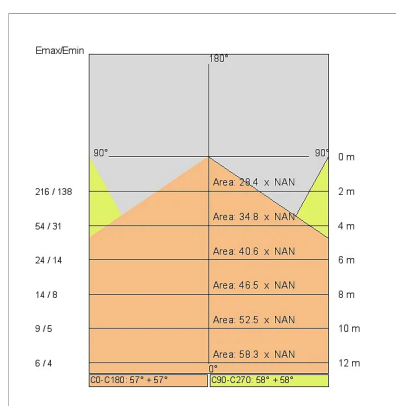 Emax/Emin
180°
90° 90° 0 m
216 / 138 Area: 28.4 x NAN 2 m
54 / 31 Area: 34.8 x NAN 4 m
24 / 14 Area: 40.6 x NAN 6 m
14 / 8 Area: 46.5 x NAN 8 m
9 / 5 Area: 52.5 x NAN 10 m
6 / 4 Area: 58.3 x NAN 12 m
0°
C0-C180: 57° + 57° C90-C270: 58° + 58°